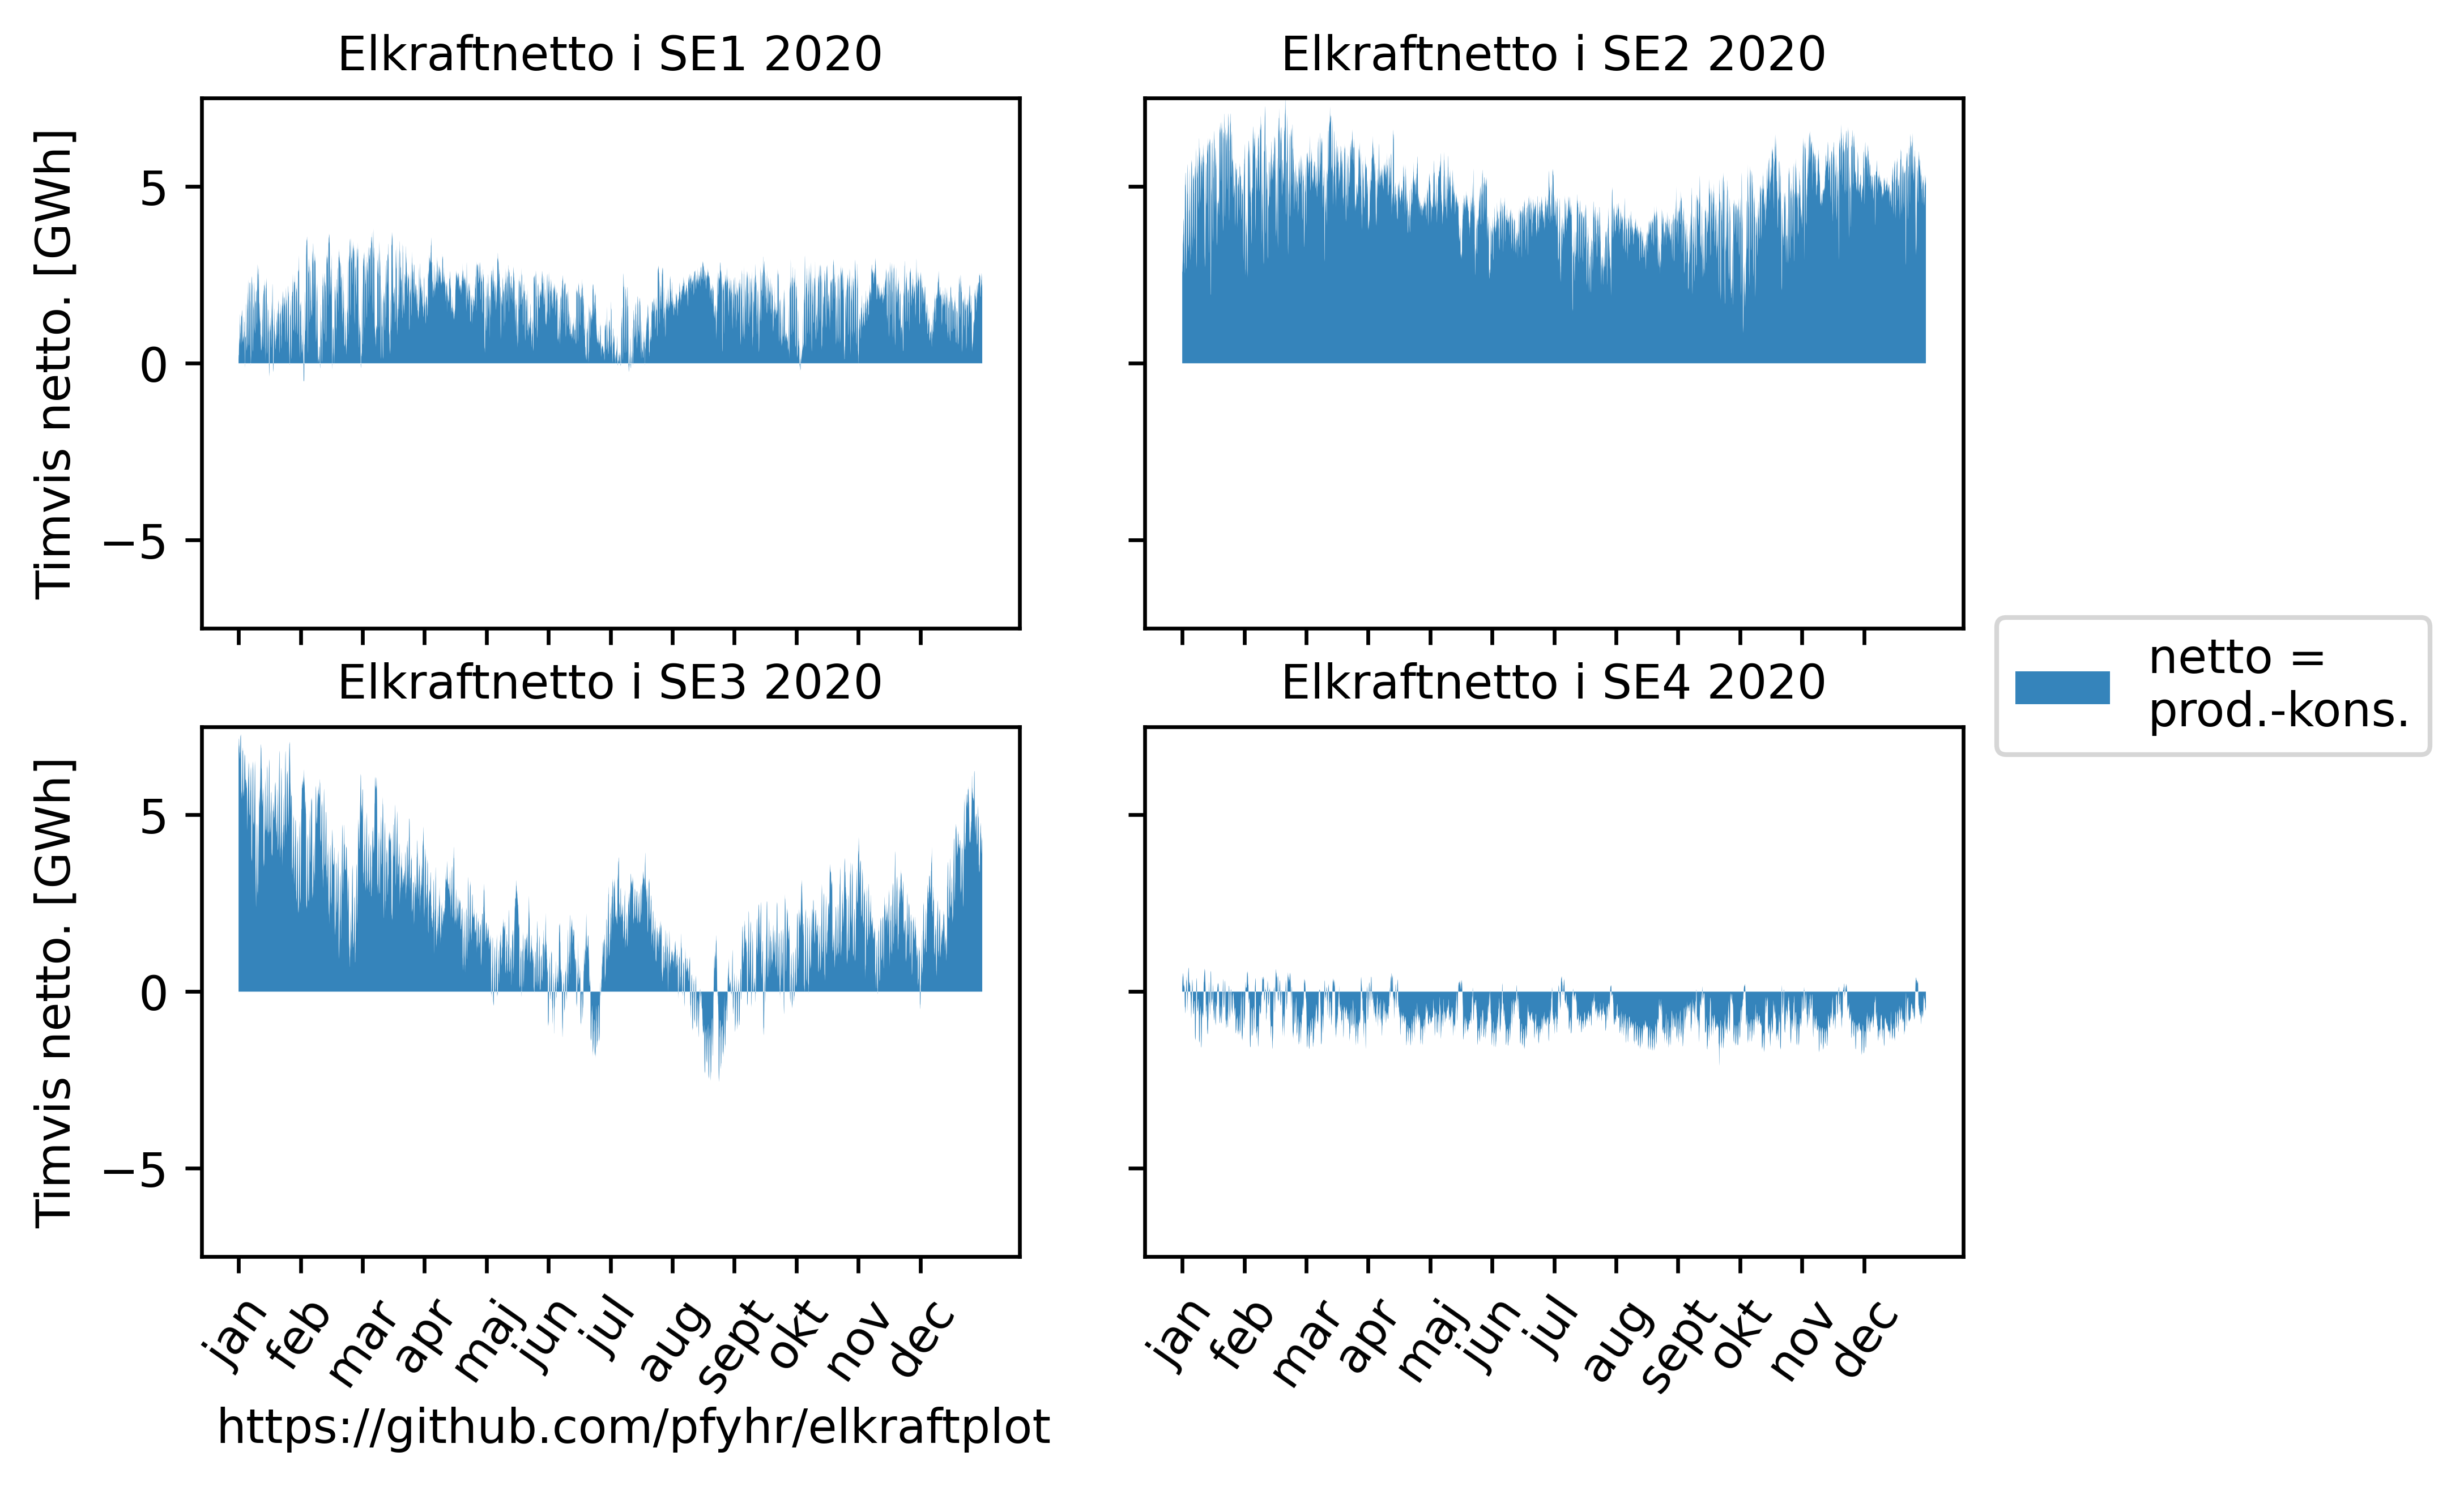 Elkraftnetto i SE1 2020
Timvis netto. [GWh]
5
0
−5
Elkraftnetto i SE2 2020
Elkraftnetto i SE3 2020
Timvis netto. [GWh]
5
0
−5
jan
feb
mar
apr
maj
jun
jul
aug
sept
okt
nov
dec
Elkraftnetto i SE4 2020
jan
feb
mar
apr
maj
jun
jul
aug
sept
okt
nov
dec
netto =
prod.-kons.
https://github.com/pfyhr/elkraftplot